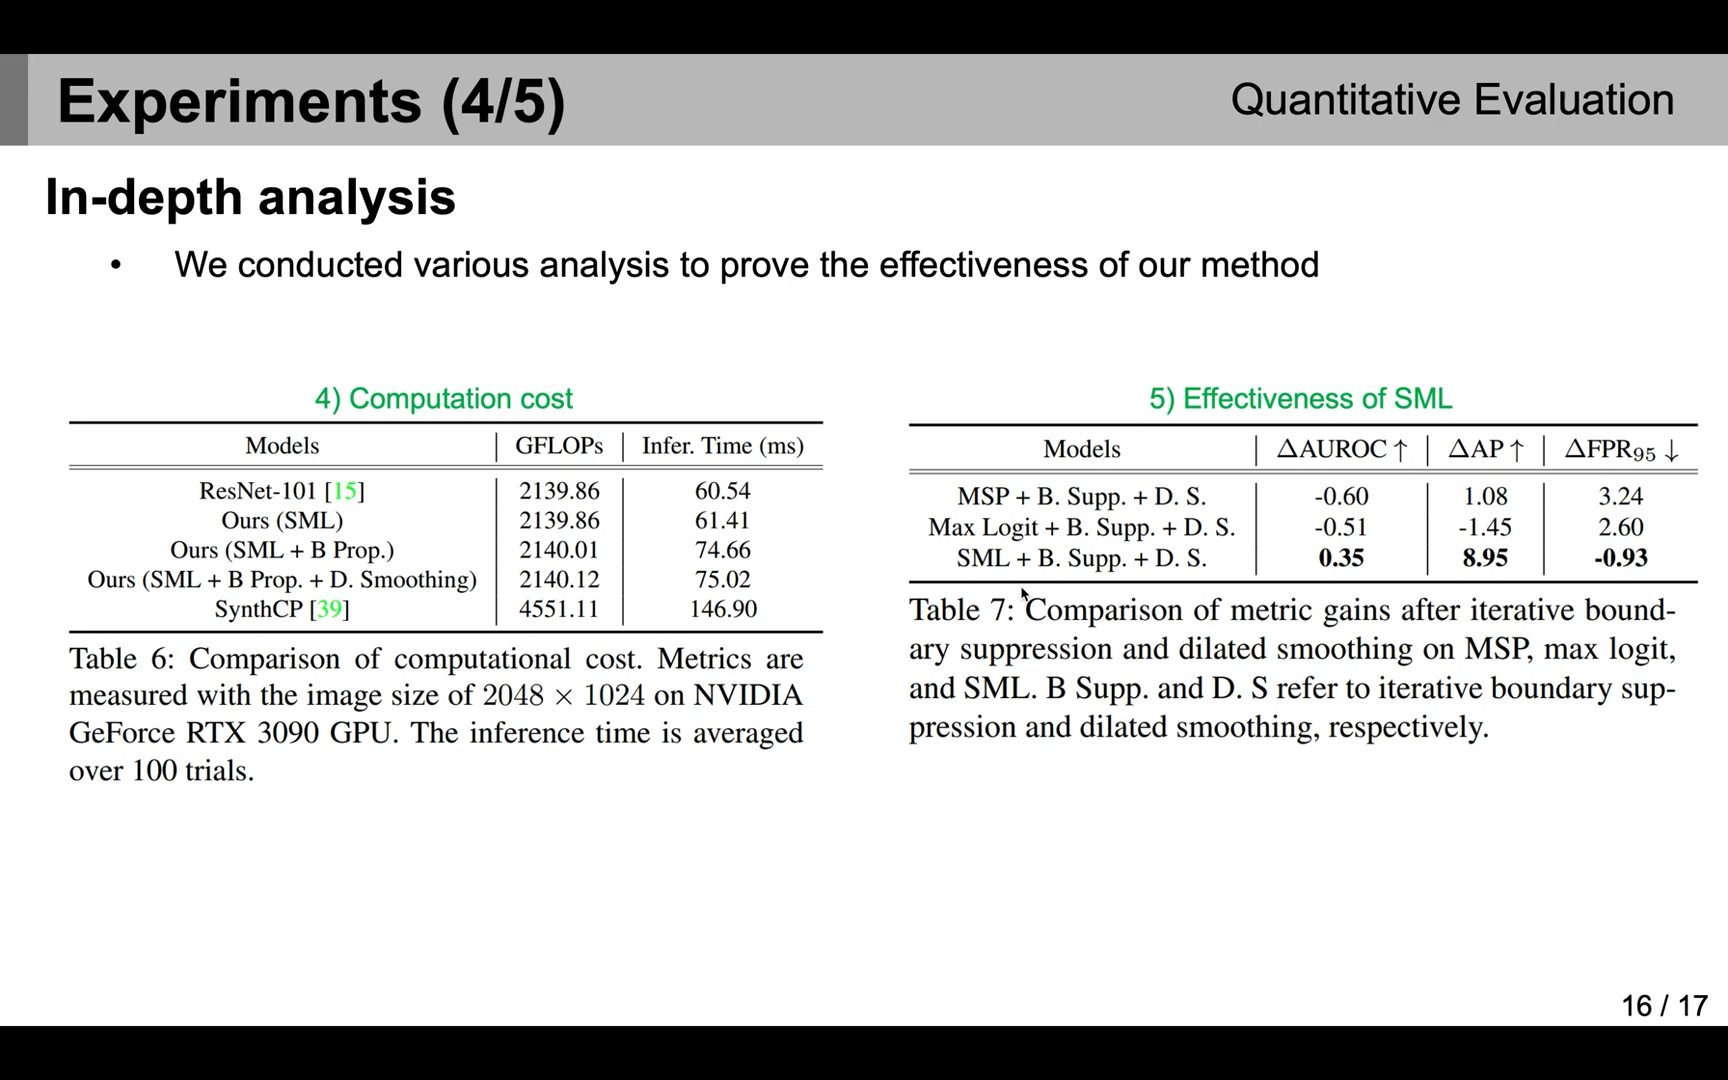 Experiments (4/5)
Quantitative Evaluation
In-depth analysis
• We conducted various analysis to prove the effectiveness of our method
4) Computation cost
Models GFLOPs Infer. Time (ms)
ResNet-101 [15] 2139.86 60.54
Ours (SML) 2139.86 61.41
Ours (SML + B Prop.) 2140.01 74.66
Ours (SML + B Prop. + D. Smoothing) 2140.12 75.02
SynthCP [39] 4551.11 146.90
Table 6: Comparison of computational cost. Metrics are
measured with the image size of 2048 × 1024 on NVIDIA
GeForce RTX 3090 GPU. The inference time is averaged
over 100 trials.
5) Effectiveness of SML
Models ΔAUROC ↑ ΔAP ↑ ΔFPR₉₅ ↓
MSP + B. Supp. + D. S. -0.60 1.08 3.24
Max Logit + B. Supp. + D. S. -0.51 -1.45 2.60
SML + B. Supp. + D. S. 0.35 8.95 -0.93
Table 7: Comparison of metric gains after iterative bound-
ary suppression and dilated smoothing on MSP, max logit,
and SML. B Supp. and D. S refer to iterative boundary sup-
pression and dilated smoothing, respectively.
16 / 17